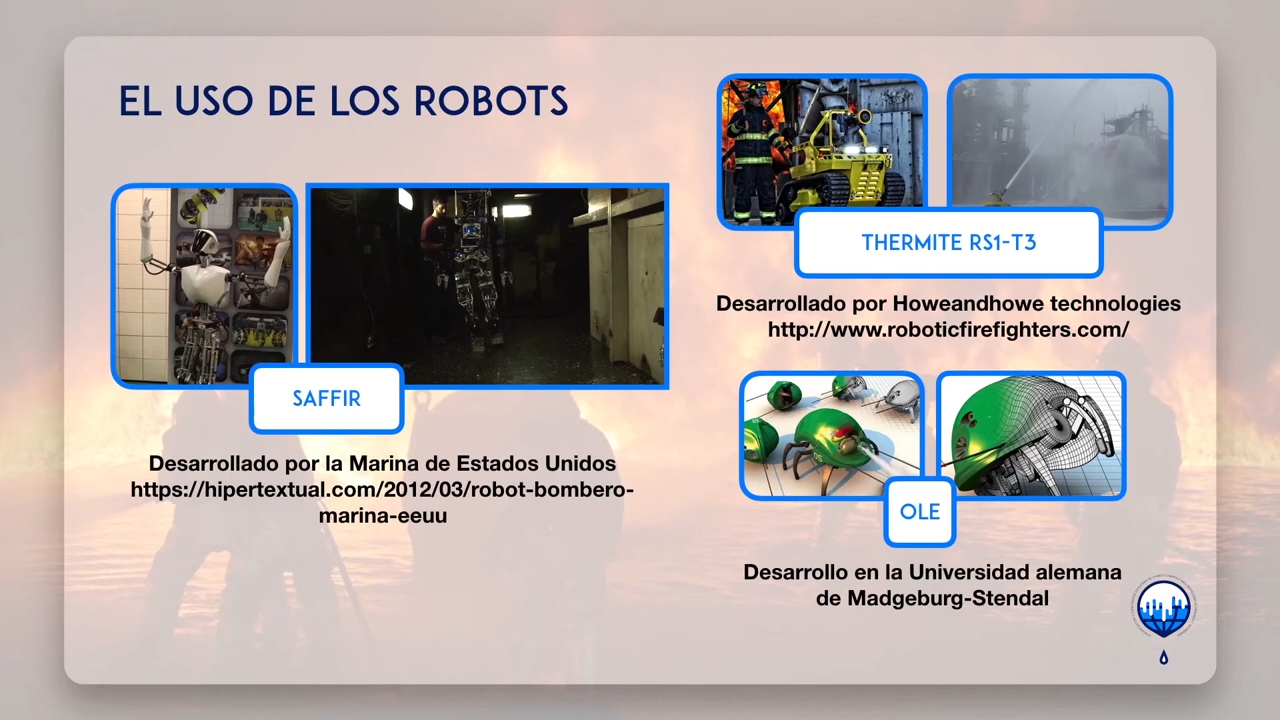 EL USO DE LOS ROBOTS
SAFFIR
Desarrollado por la Marina de Estados Unidos
https://hipertextual.com/2012/03/robot-bombero-
marina-eeuu
THERMITE RS1-T3
Desarrollado por Howeandhowe technologies
http://www.roboticfirefighters.com/
OLE
Desarrollo en la Universidad alemana
de Madgeburg-Stendal